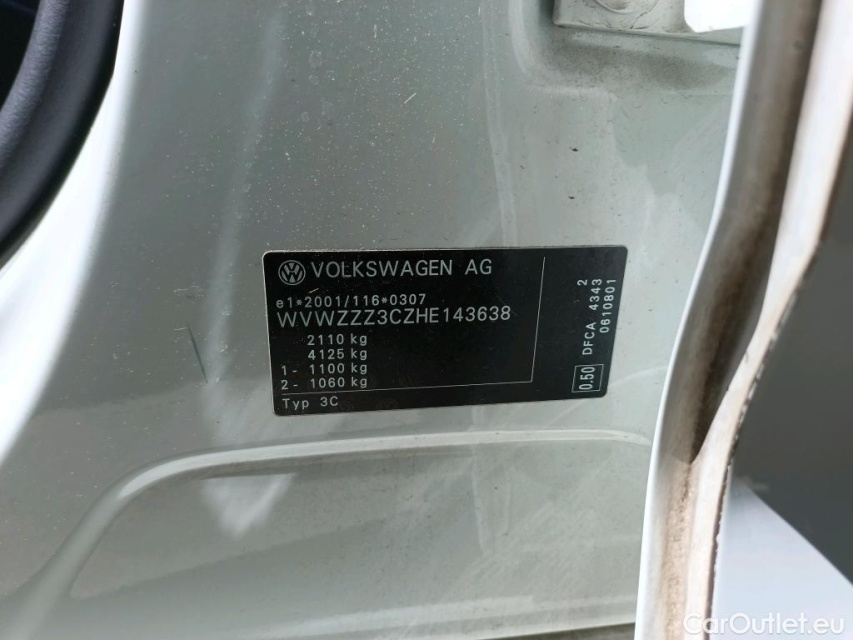 VOLKSWAGEN AG
e1*2001/116*0307
WVWZZZ3CZHE143638
2110 kg
4125 kg
1- 1100 kg
2- 1060 kg
Typ 3C
0.50 DFCA 4343 2
0610801
CarOutlet.eu